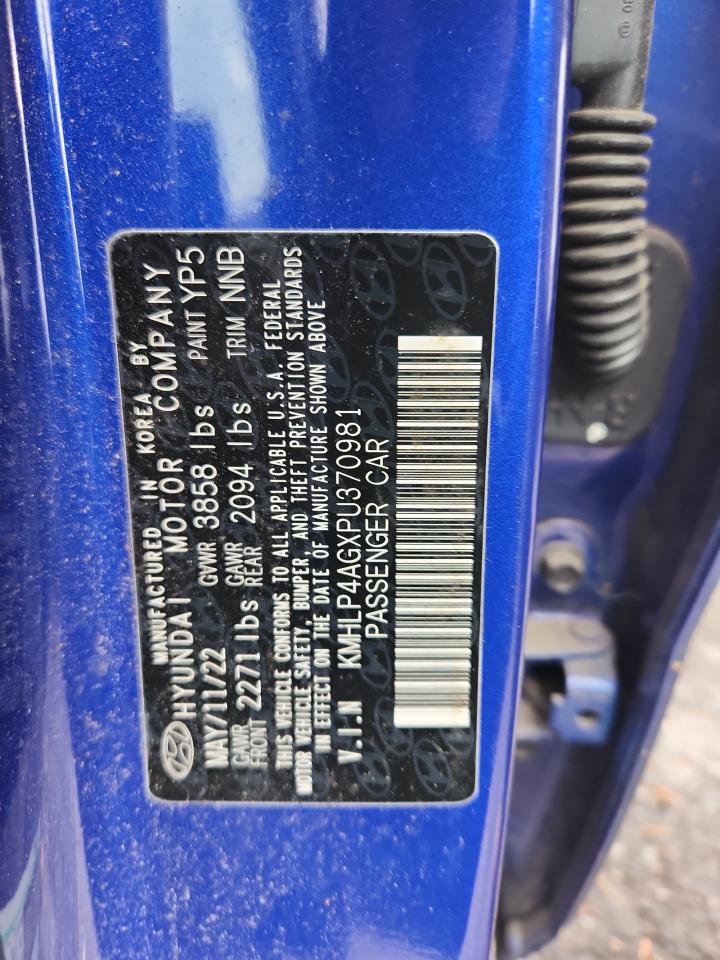 MANUFACTURED IN KOREA BY
HYUNDAI MOTOR COMPANY
MAY/11/22 GVWR 3858 lbs PAINT YP5
GAWR FRONT 2271 lbs GAWR REAR 2094 lbs TRIM NNB
THIS VEHICLE CONFORMS TO ALL APPLICABLE U.S.A. FEDERAL
MOTOR VEHICLE SAFETY, BUMPER, AND THEFT PREVENTION STANDARDS
IN EFFECT ON THE DATE OF MANUFACTURE SHOWN ABOVE
V.I.N KMHLP4AGXPU370981
PASSENGER CAR